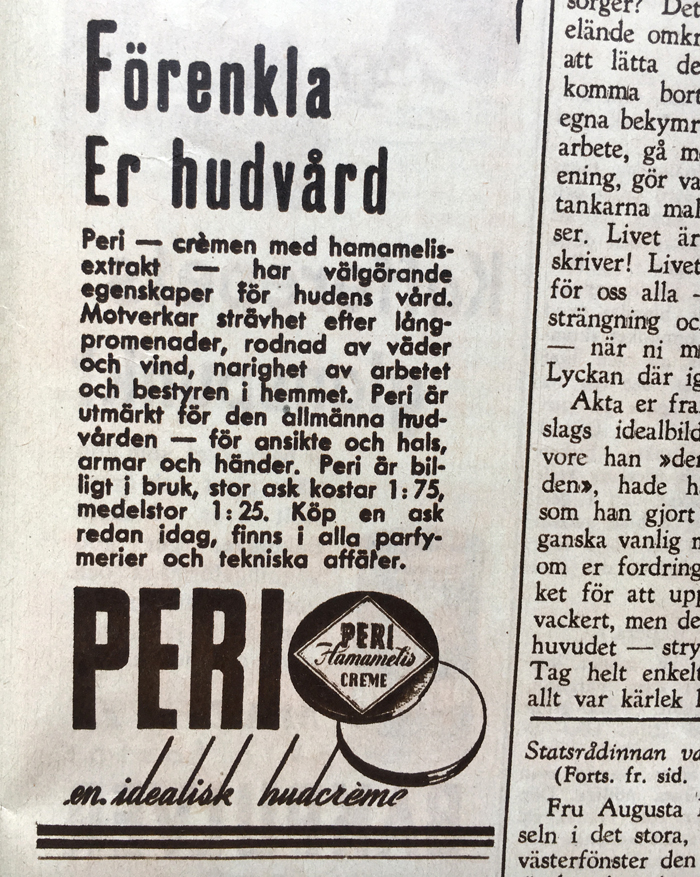 Förenkla
Er hudvård
Peri — crèmen med hamamelis-
extrakt — har välgörande
egenskaper för hudens vård.
Motverkar strävhet efter lång-
promenader, rodnad av väder
och vind, narighet av arbetet
och bestyren i hemmet. Peri är
utmärkt för den allmänna hud-
vården — för ansikte och hals,
armar och händer. Peri är bil-
ligt i bruk, stor ask kostar 1:75,
medelstor 1:25. Köp en ask
redan idag, finns i alla parfy-
merier och tekniska affärer.
PERI
PERI
Hamamelis
CREME
en idealisk hudcrème
sorger? Det
elände omkr
att lätta de
komma bort
egna bekymr
arbete, gå m
ening, gör va
tankarna mal
ser. Livet är
skriver! Livet
för oss alla -
strängning oc
— när ni m
Lyckan där ig
Akta er fra
slags idealbild
vore han »der
den», hade h
som han gjort
ganska vanlig m
om er fordring
ket för att upp
vackert, men de
huvudet — stry
Tag helt enkelt
allt var kärlek
Statsrådinnan va
(Forts. fr. sid.
Fru Augusta
seln i det stora,
västerfönster den